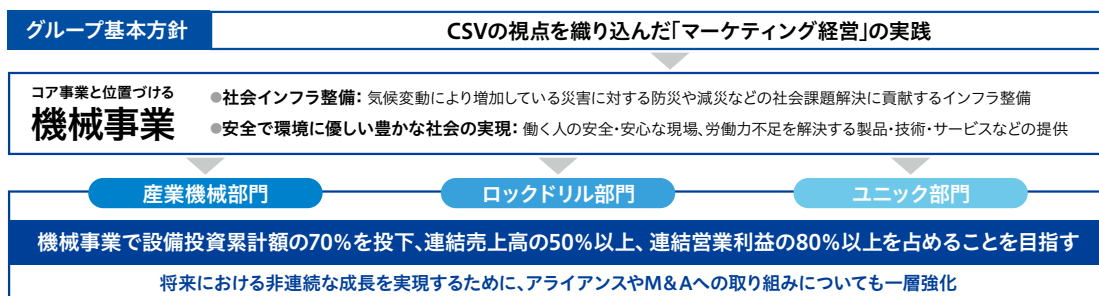 グループ基本方針
CSVの視点を織り込んだ「マーケティング経営」の実践
コア事業と位置づける
機械事業
●社会インフラ整備：気候変動により増加している災害に対する防災や減災などの社会課題解決に貢献するインフラ整備
●安全で環境に優しい豊かな社会の実現：働く人の安全・安心な現場、労働力不足を解決する製品・技術・サービスなどの提供
産業機械部門
ロックドリル部門
ユニック部門
機械事業で設備投資累計額の70%を投下、連結売上高の50%以上、連結営業利益の80%以上を占めることを目指す
将来における非連続な成長を実現するために、アライアンスやM&Aへの取り組みについても一層強化